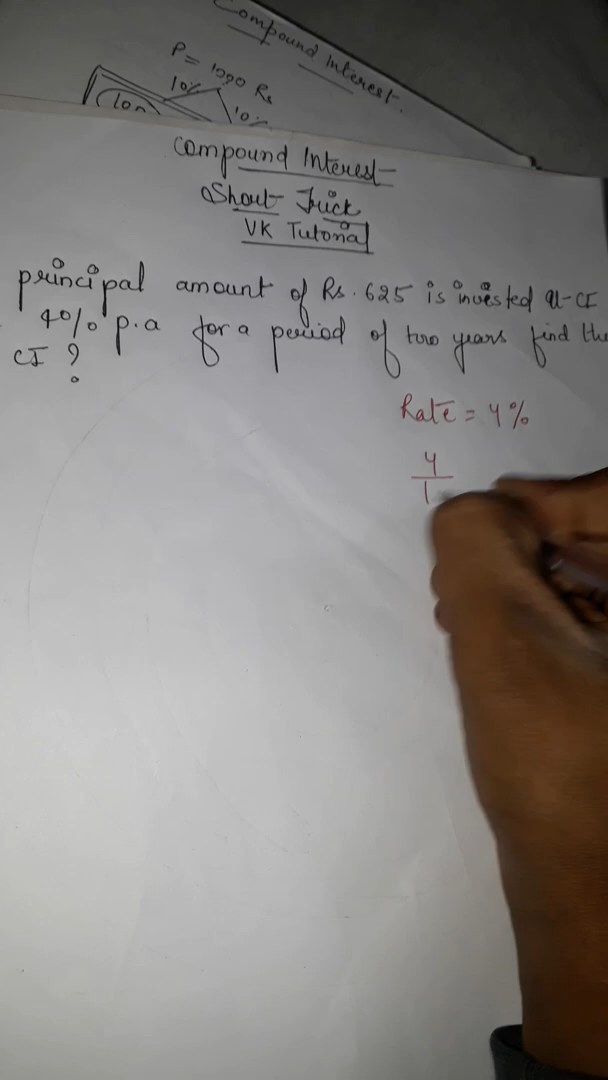 Compound Interest.
P = 1000 Rs
10%
10%
Compound Interest
Short Trick
VK Tutorial
principal amount of Rs. 625 is invested at CI
4% p.a for a period of two years find the
CI ?
Rate = 4%
4
1